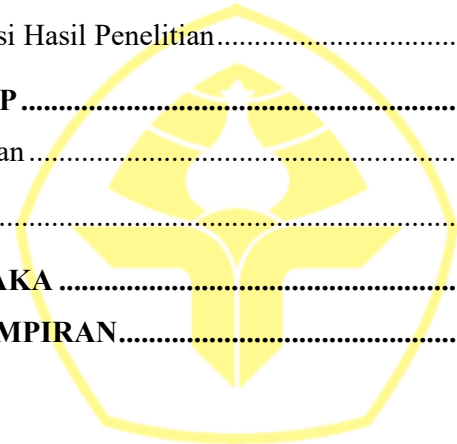 si Hasil Penelitian....................................
P..........................................................
an..........................................................
..............................................................
AKA.....................................................
MPIRAN.............................................